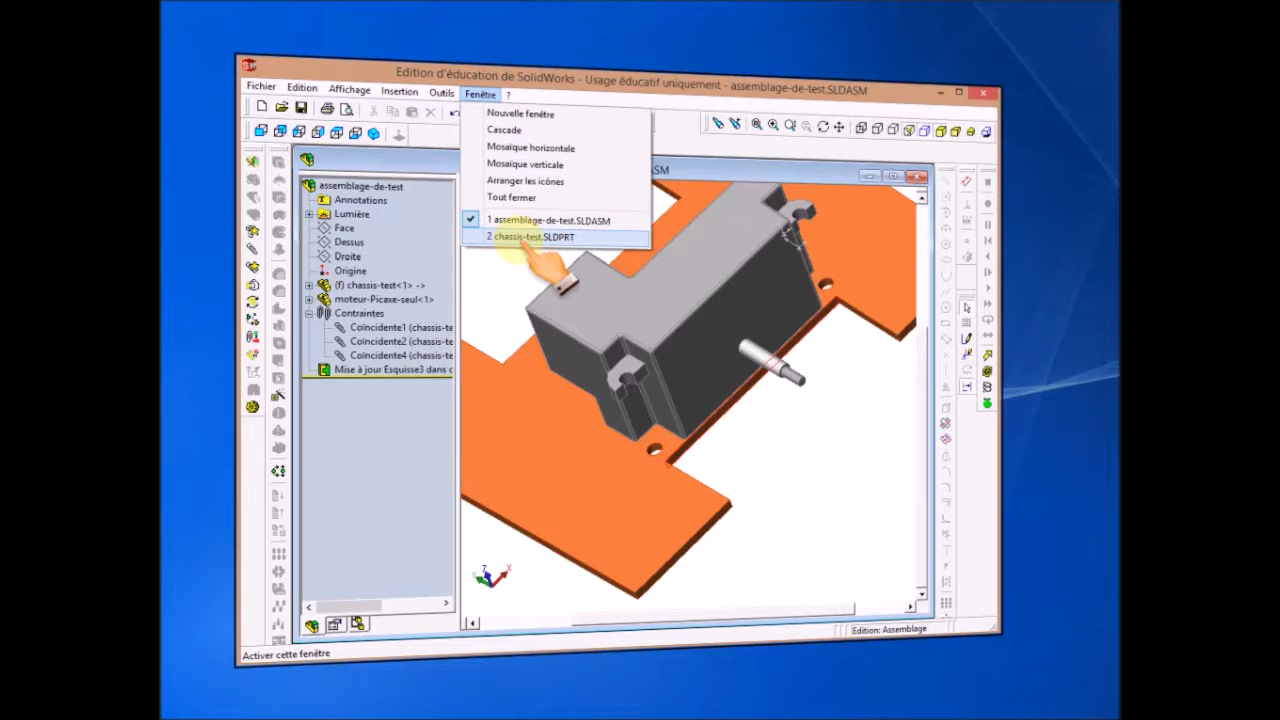 Edition d'éducation de SolidWorks - Usage éducatif uniquement - assemblage-de-test.SLDASM
Fichier Edition Affichage Insertion Outils Fenêtre ?
Nouvelle fenêtre
Cascade
Mosaïque horizontale
Mosaïque verticale
Arranger les icônes
Tout fermer
1 assemblage-de-test.SLDASM
2 chassis-test.SLDPRT
ASM
assemblage-de-test
Annotations
Lumière
Face
Dessus
Droite
Origine
(f) chassis-test<1> ->
moteur-Picaxe-seul<1>
Contraintes
Coïncidente1 (chassis-te
Coïncidente2 (chassis-te
Coïncidente4 (chassis-te
Mise à jour Esquisse3 dans c
Z X
Edition: Assemblage
Activer cette fenêtre